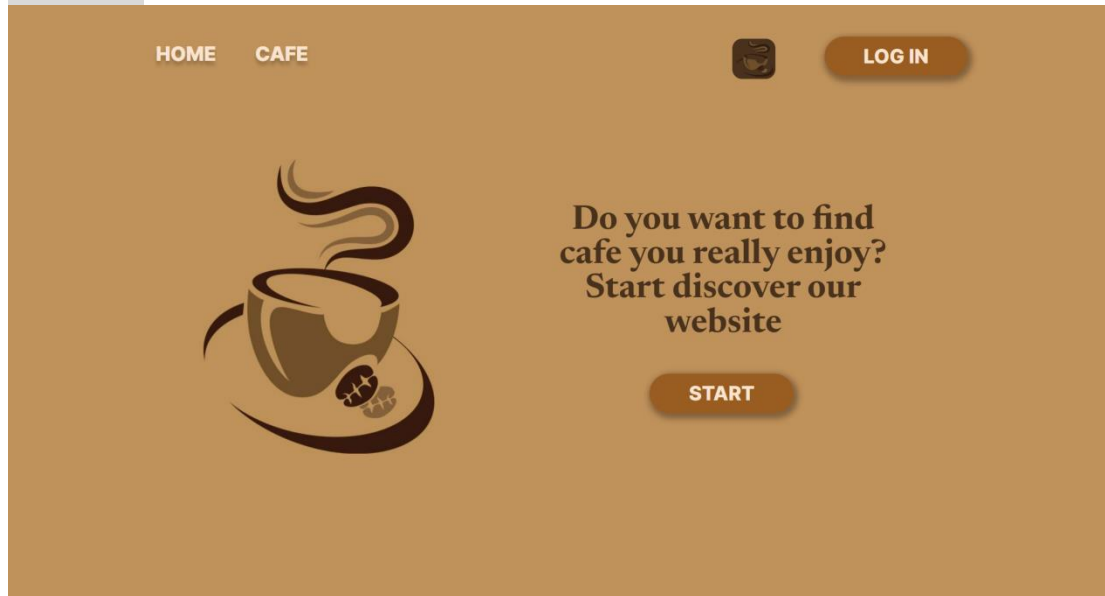 HOME CAFE LOG IN
Do you want to find
cafe you really enjoy?
Start discover our
website
START